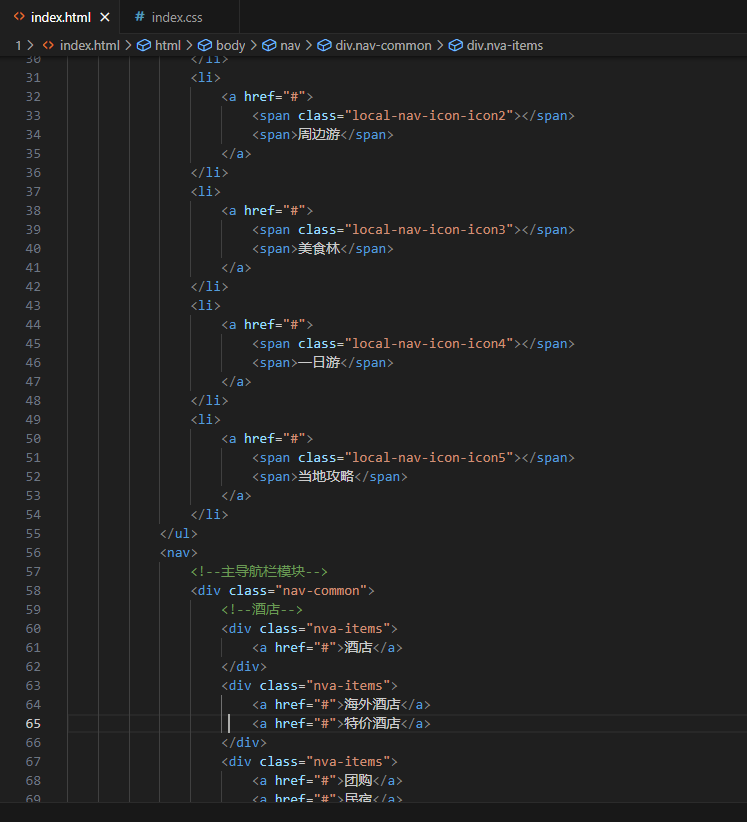 index.html
# index.css
1 > index.html > html > body > nav > div.nav-common > div.nva-items
30 </li>
31 <li>
32 <a href="#">
33 <span class="local-nav-icon-icon2"></span>
34 <span>周边游</span>
35 </a>
36 </li>
37 <li>
38 <a href="#">
39 <span class="local-nav-icon-icon3"></span>
40 <span>美食林</span>
41 </a>
42 </li>
43 <li>
44 <a href="#">
45 <span class="local-nav-icon-icon4"></span>
46 <span>一日游</span>
47 </a>
48 </li>
49 <li>
50 <a href="#">
51 <span class="local-nav-icon-icon5"></span>
52 <span>当地攻略</span>
53 </a>
54 </li>
55 </ul>
56 <nav>
57 <!--主导航栏模块-->
58 <div class="nav-common">
59 <!--酒店-->
60 <div class="nva-items">
61 <a href="#">酒店</a>
62 </div>
63 <div class="nva-items">
64 <a href="#">海外酒店</a>
65 <a href="#">特价酒店</a>
66 </div>
67 <div class="nva-items">
68 <a href="#">团购</a>
69 <a href="#">民宿</a>